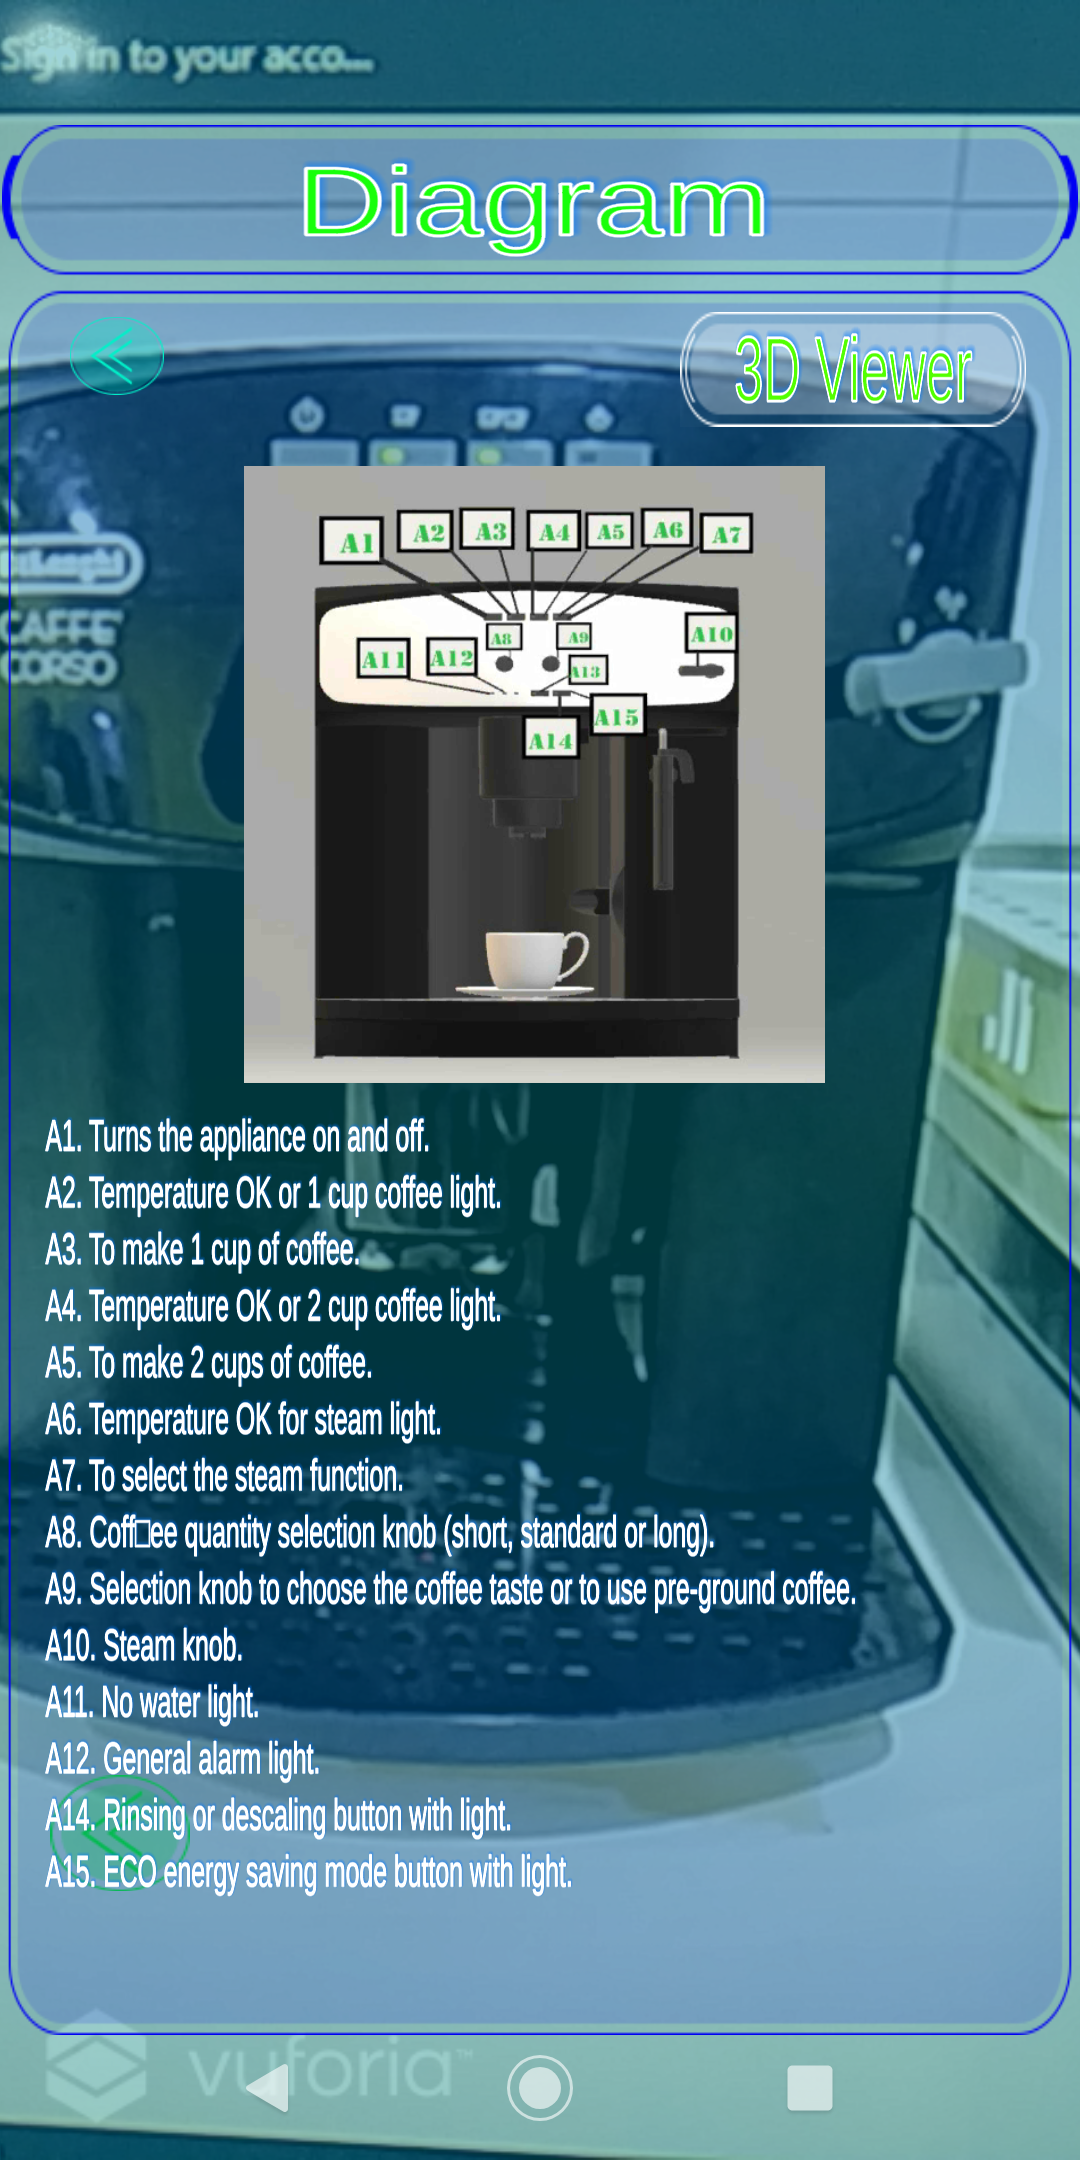 Sign in to your acco...
Diagram
3D Viewer
A1 A2 A3 A4 A5 A6 A7
A8 A9 A10
A11 A12 A13
A14 A15
DeLonghi
CAFFE'
CORSO
A1. Turns the appliance on and off.
A2. Temperature OK or 1 cup coffee light.
A3. To make 1 cup of coffee.
A4. Temperature OK or 2 cup coffee light.
A5. To make 2 cups of coffee.
A6. Temperature OK for steam light.
A7. To select the steam function.
A8. Coff□ee quantity selection knob (short, standard or long).
A9. Selection knob to choose the coffee taste or to use pre-ground coffee.
A10. Steam knob.
A11. No water light.
A12. General alarm light.
A14. Rinsing or descaling button with light.
A15. ECO energy saving mode button with light.
vuforia™